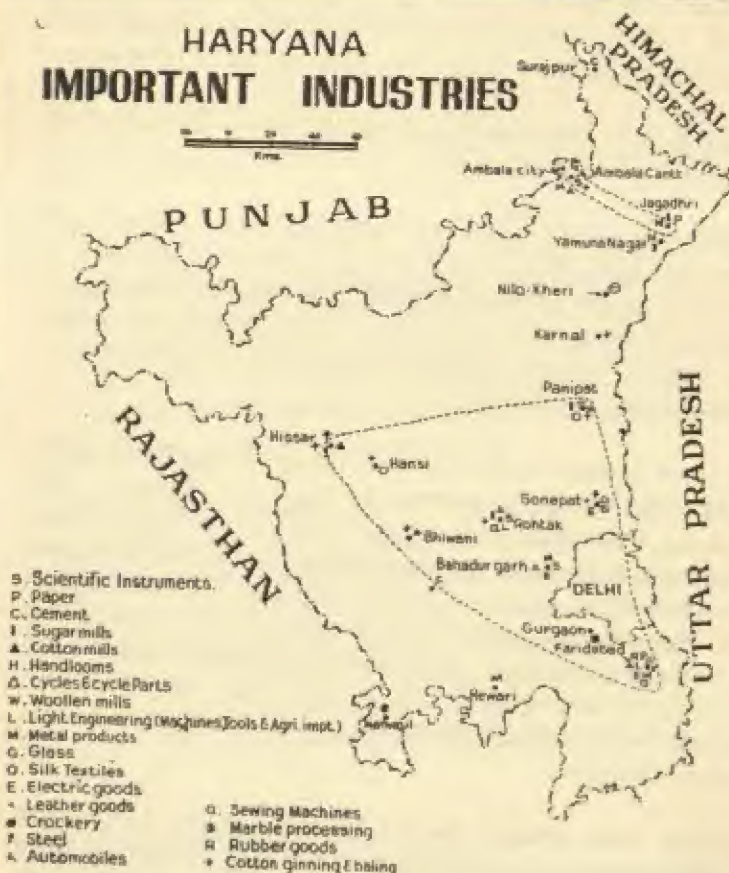 HARYANA
IMPORTANT INDUSTRIES
Kms.
HIMACHAL
PRADESH
Surajpur
C
Ambala city
Ambala Cantt
Jagadhri
P
PUNJAB
Yamuna Nagar
Nilo-Kheri
Karnal
Panipat
Hissar
Hansi
RAJASTHAN
UTTAR PRADESH
Sonepat
Rohtak
Bhiwani
Bahadurgarh
DELHI
Gurgaon
Faridabad
Rewari
S. Scientific Instruments.
P. Paper
C. Cement
Sugar mills
Cotton mills
H. Handlooms
Cycles & cycle Parts
W. Woollen mills
L. Light Engineering (Machines, Tools & Agri. impt.)
M Metal products
G. Glass
O. Silk Textiles
E. Electric goods
Leather goods
Crockery
Steel
A Automobiles
Sewing Machines
Marble processing
R Rubber goods
+ Cotton ginning & baling